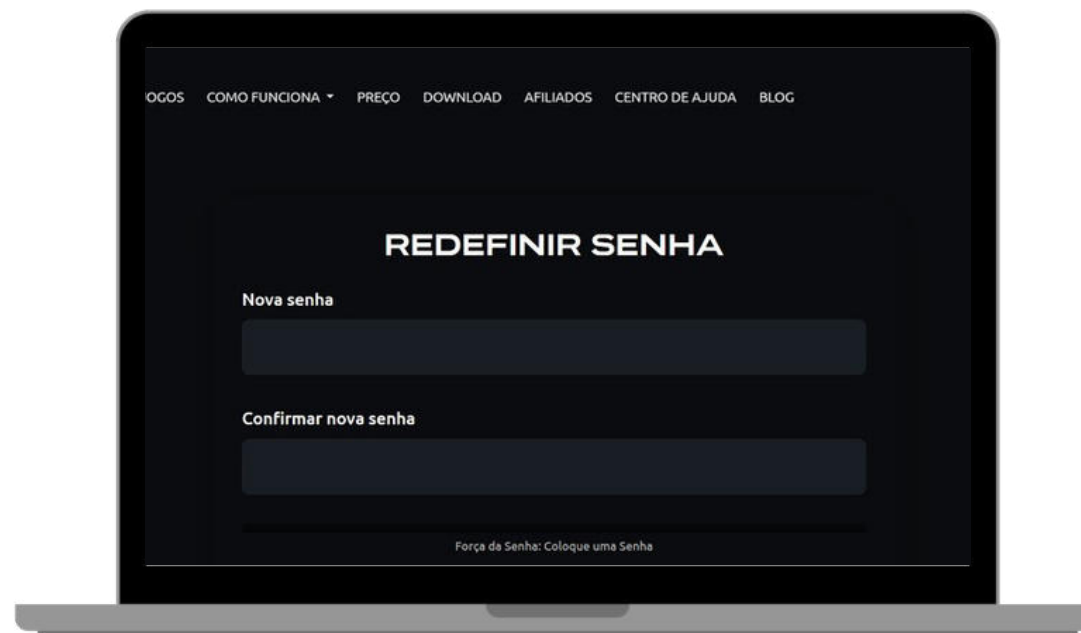 OGOS COMO FUNCIONA PREÇO DOWNLOAD AFILIADOS CENTRO DE AJUDA BLOG
REDEFINIR SENHA
Nova senha
Confirmar nova senha
Força da Senha: Coloque uma Senha